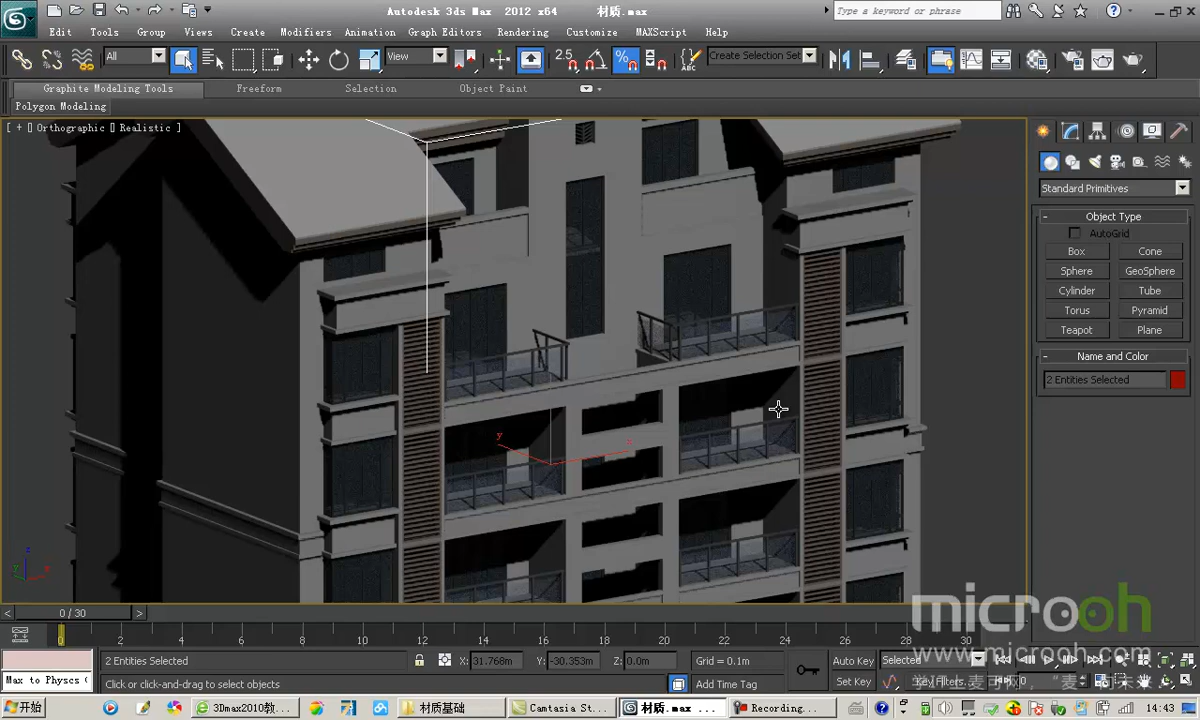 Autodesk 3ds Max 2012 x64 材质.max
Type a keyword or phrase
Edit Tools Group Views Create Modifiers Animation Graph Editors Rendering Customize MAXScript Help
All View 2.5 Create Selection Set
Graphite Modeling Tools Freeform Selection Object Paint
Polygon Modeling
[ + [] Orthographic [] Realistic ]
Standard Primitives
- Object Type
AutoGrid
Box Cone
Sphere GeoSphere
Cylinder Tube
Torus Pyramid
Teapot Plane
- Name and Color
2 Entities Selected
y
z
x
microoh
www.microoh.com
< 0 / 30 >
0 2 4 6 8 10 12 14 16 18 20 22 24 26 28 30
2 Entities Selected X: 31.768m Y: -30.353m Z: 0.0m Grid = 0.1m Auto Key Selected
Max to Physcs ( Click or click-and-drag to select objects Add Time Tag Set Key Key Filters... 0
开始 3Dmax2010教... 材质基础 Camtasia St... 材质.max ... Recording... 14:43